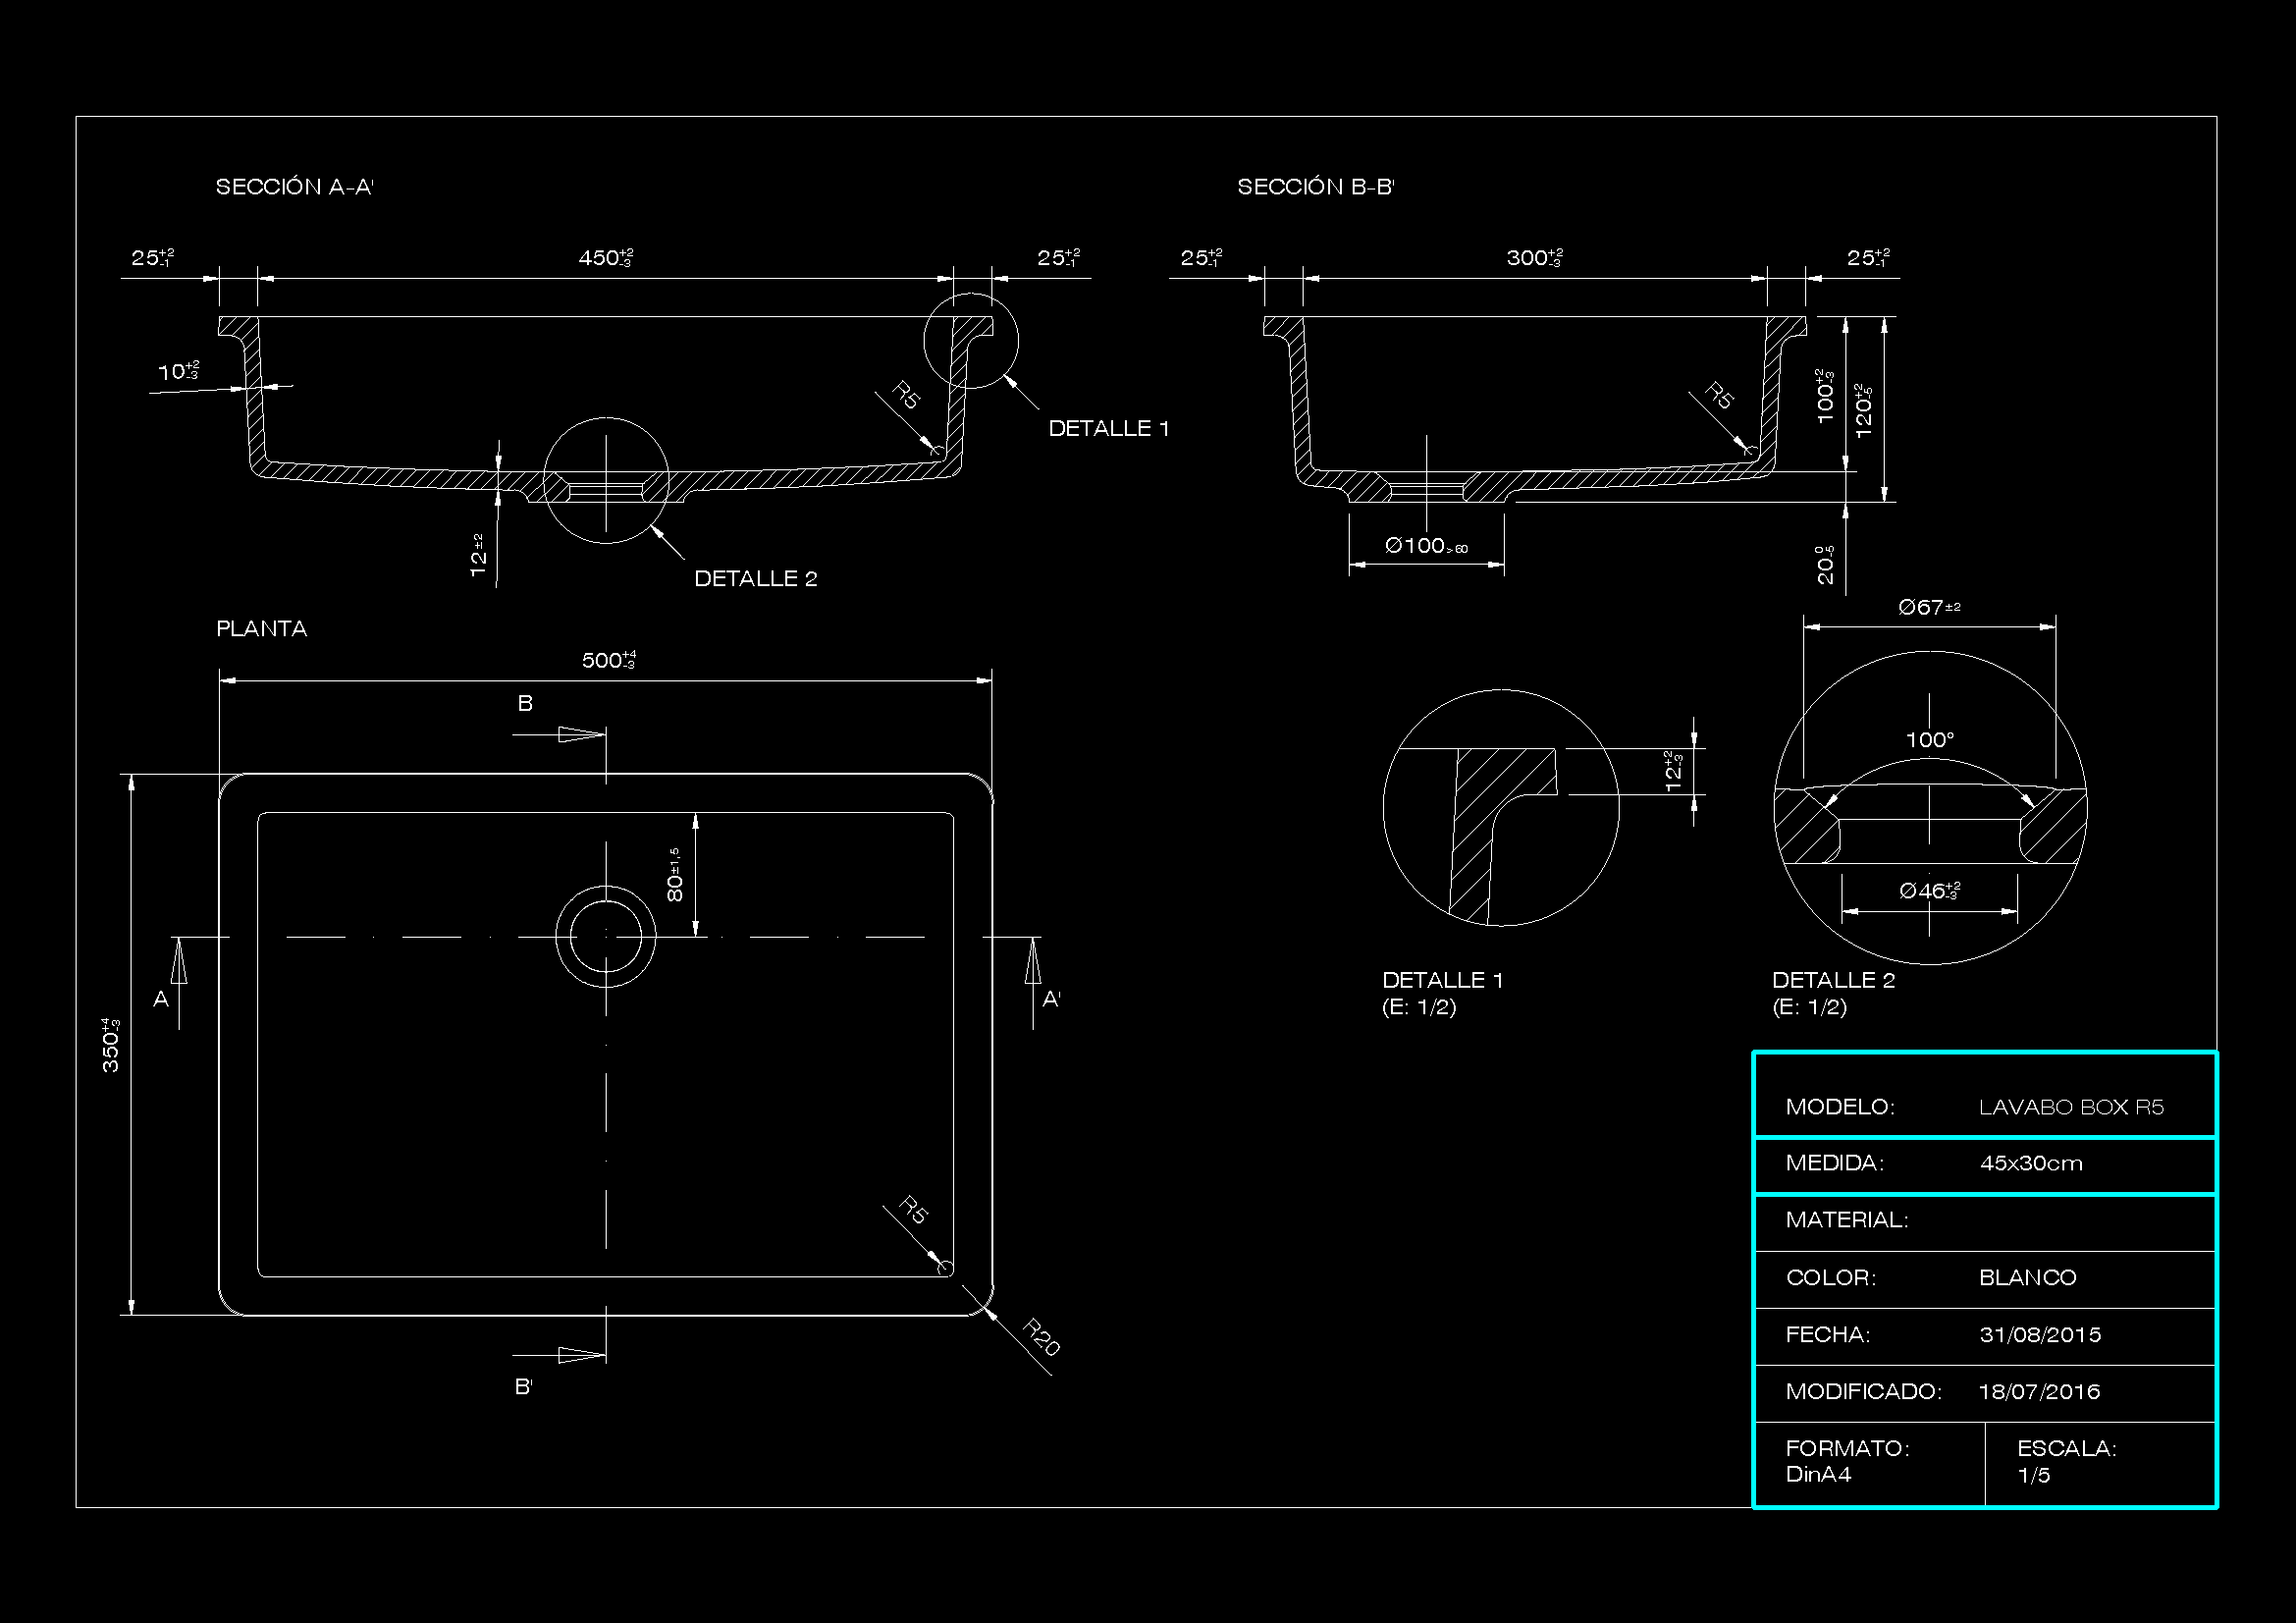 SECCIÓN A-A'
SECCIÓN B-B'
25+2-1
450+2-3
25+2-1
25+2-1
300+2-3
25+2-1
10+2-3
R5
DETALLE 1
R5
100+2-3
120+2-5
12±2
DETALLE 2
Ø100>60
20 0-5
PLANTA
500+4-3
B
Ø67±2
100°
12+2-3
80±1,5
Ø46+2-3
A
A'
350+4-3
DETALLE 1
(E: 1/2)
DETALLE 2
(E: 1/2)
R5
R20
B'
MODELO: LAVABO BOX R5
MEDIDA: 45x30cm
MATERIAL:
COLOR: BLANCO
FECHA: 31/08/2015
MODIFICADO: 18/07/2016
FORMATO: ESCALA:
DinA4 1/5